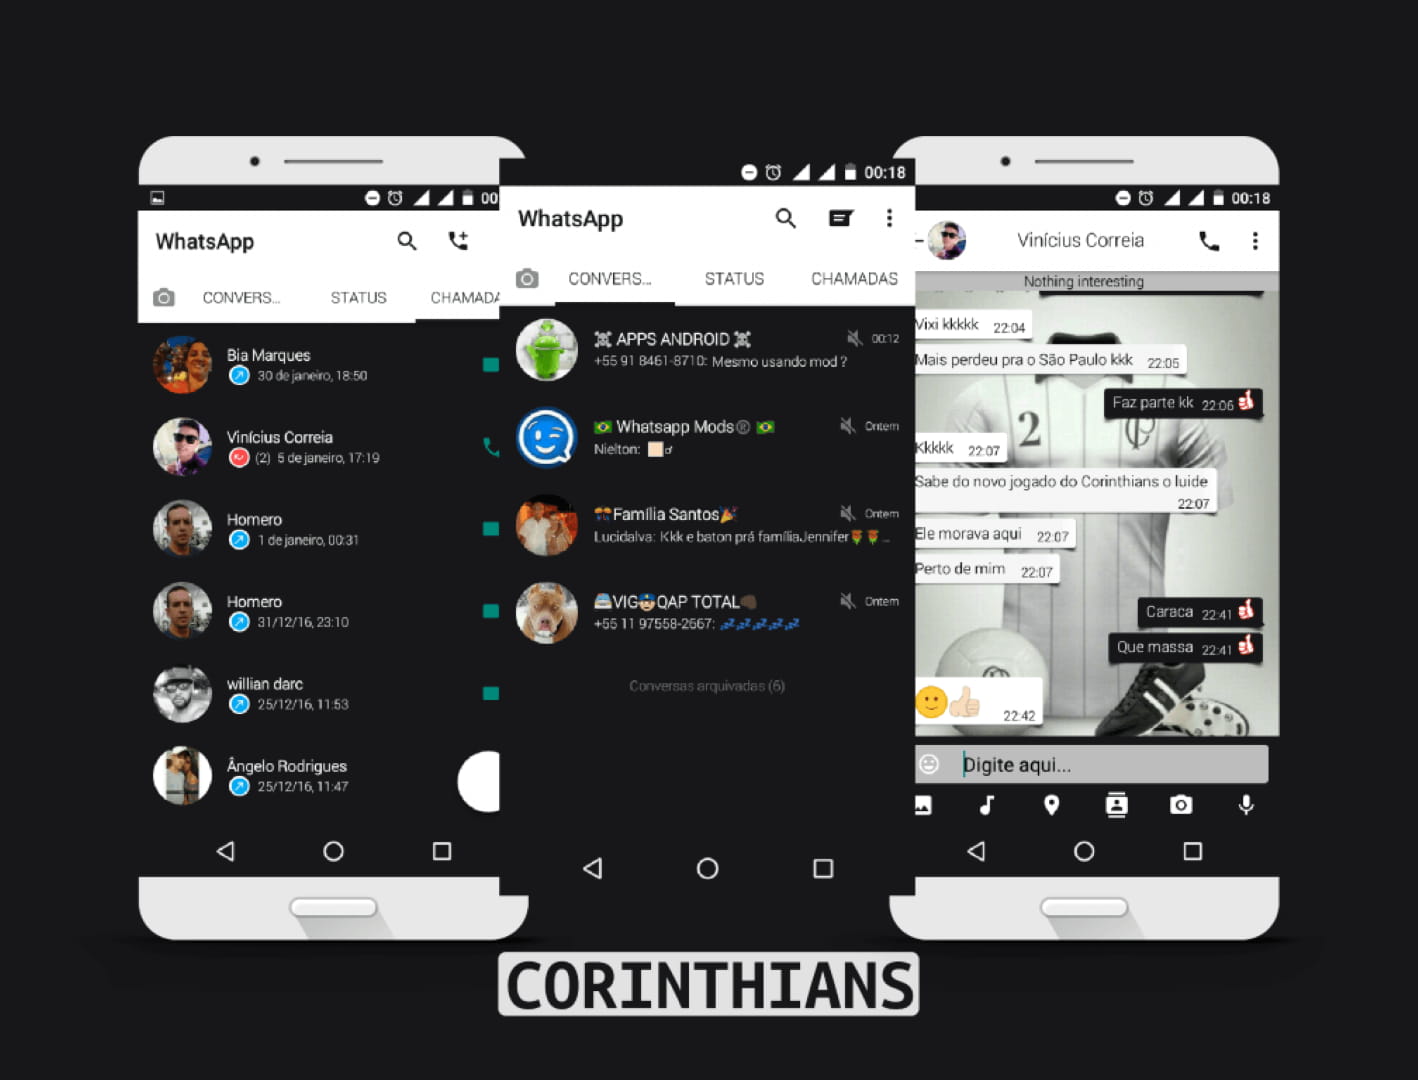 00
WhatsApp
CONVERS...
STATUS
CHAMADA
Bia Marques
30 de janeiro, 18:50
Vinícius Correia
(2) 5 de janeiro, 17:19
Homero
1 de janeiro, 00:31
Homero
31/12/16, 23:10
willian darc
25/12/16, 11:53
Ângelo Rodrigues
25/12/16, 11:47
00:18
WhatsApp
CONVERS...
STATUS
CHAMADAS
☠️ APPS ANDROID ☠️ 00:12
+55 91 8461-8710: Mesmo usando mod ?
🇧🇷 Whatsapp Mods® 🇧🇷 Ontem
Nielton: 🏻♂
Família Santos🎉 Ontem
Lucidalva: Kkk e baton prá famíliaJennifer🌹🌹...
🚔VIG👮🏻QAP TOTAL👊🏿 Ontem
+55 11 97558-2667: 💤💤💤💤💤
Conversas arquivadas (6)
00:18
Vinícius Correia
Nothing interesting
Vixi kkkkk 22:04
Mais perdeu pra o São Paulo kkk 22:05
Faz parte kk 22:06
2
Kkkkk 22:07
Sabe do novo jogado do Corinthians o luide
22:07
Ele morava aqui 22:07
Perto de mim 22:07
Caraca 22:41
Que massa 22:41
🙂👍🏻 22:42
Digite aqui...
CORINTHIANS